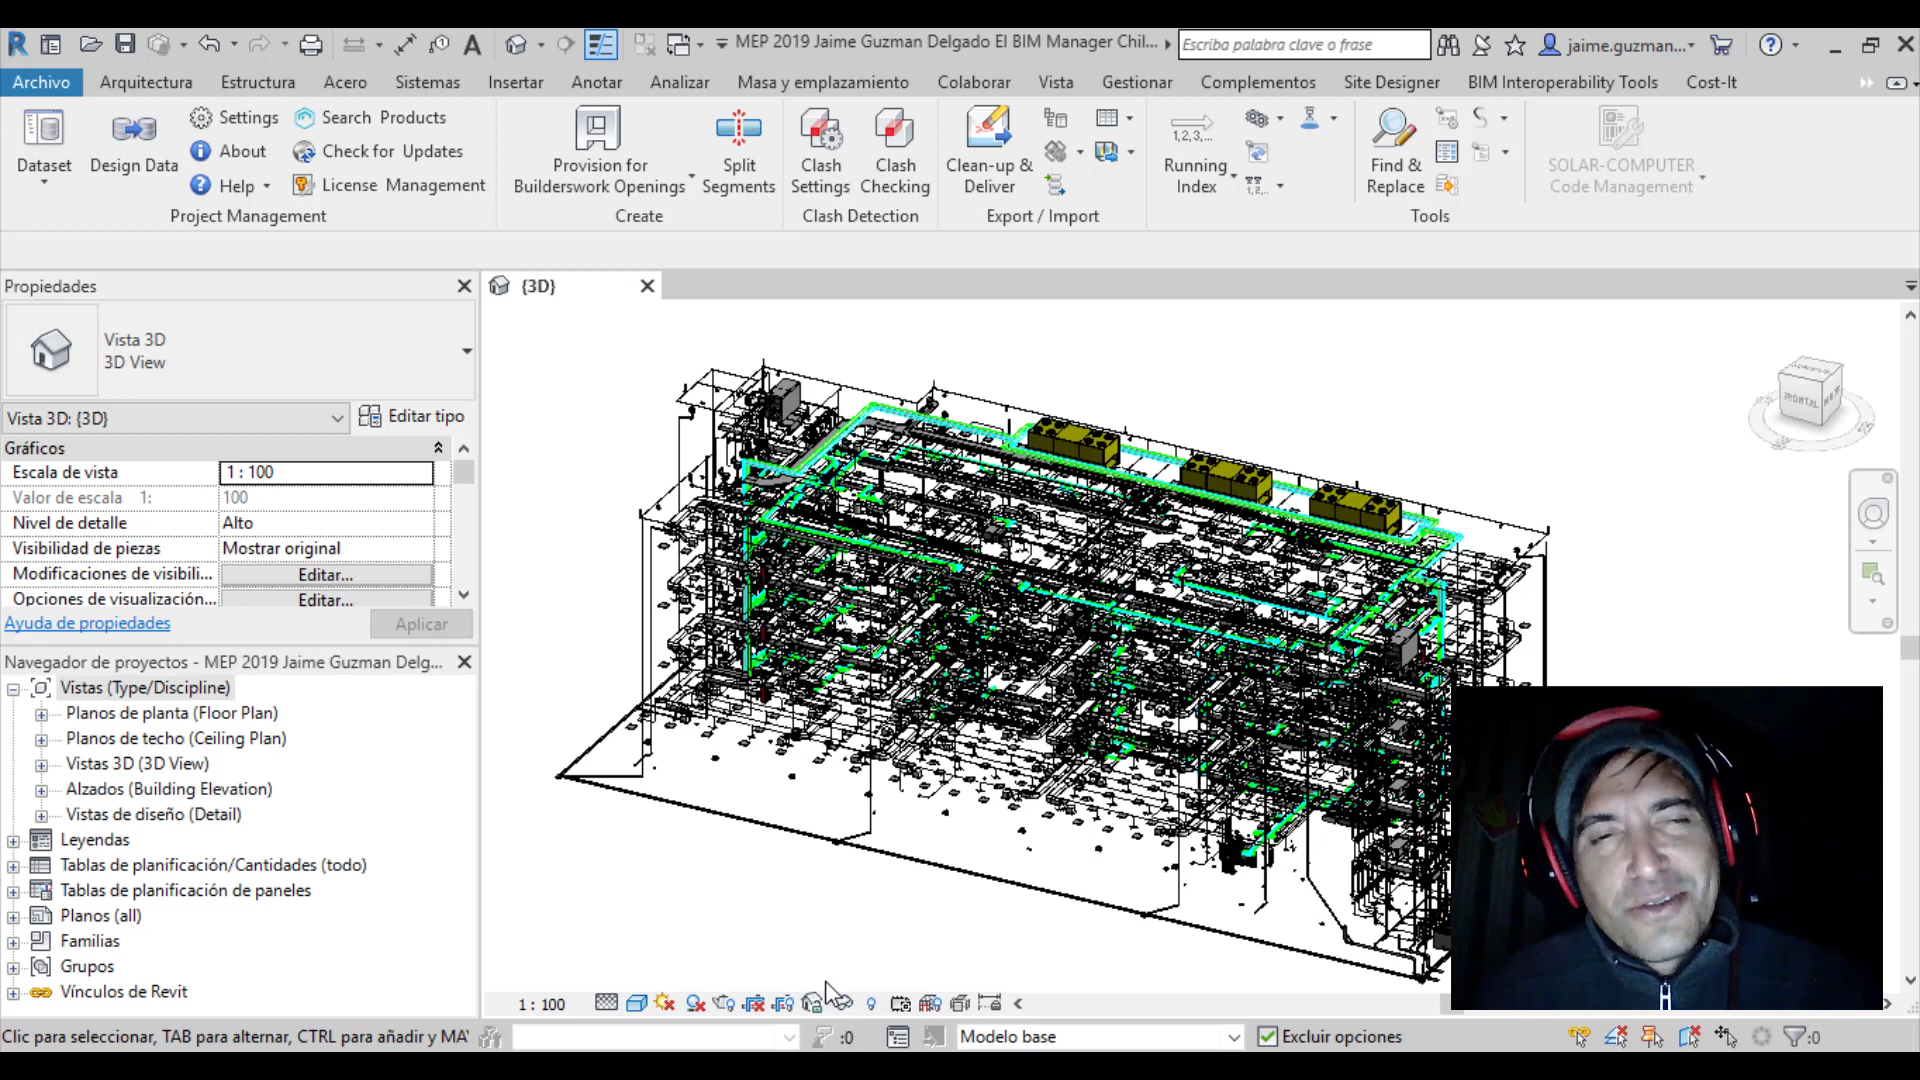 MEP 2019 Jaime Guzman Delgado El BIM Manager Chil...
Escriba palabra clave o frase
jaime.guzman...
Archivo Arquitectura Estructura Acero Sistemas Insertar Anotar Analizar Masa y emplazamiento Colaborar Vista Gestionar Complementos Site Designer BIM Interoperability Tools Cost-It
Dataset
Design Data
Settings
About
Help
Search Products
Check for Updates
License Management
Project Management
Provision for
Builderswork Openings
Split
Segments
Create
Clash
Settings
Clash
Checking
Clash Detection
Clean-up &
Deliver
Export / Import
1,2,3,...
Running
Index
1,2,..
Find &
Replace
Tools
SOLAR-COMPUTER
Code Management
Propiedades
{3D}
Vista 3D
3D View
Vista 3D: {3D}
Editar tipo
Gráficos
Escala de vista 1 : 100
Valor de escala 1: 100
Nivel de detalle Alto
Visibilidad de piezas Mostrar original
Modificaciones de visibili... Editar...
Opciones de visualización... Editar...
Ayuda de propiedades
Aplicar
Navegador de proyectos - MEP 2019 Jaime Guzman Delg...
Vistas (Type/Discipline)
Planos de planta (Floor Plan)
Planos de techo (Ceiling Plan)
Vistas 3D (3D View)
Alzados (Building Elevation)
Vistas de diseño (Detail)
Leyendas
Tablas de planificación/Cantidades (todo)
Tablas de planificación de paneles
Planos (all)
Familias
Grupos
Vínculos de Revit
FRONTAL
1 : 100
Clic para seleccionar, TAB para alternar, CTRL para añadir y MAY
:0
Modelo base
Excluir opciones
:0